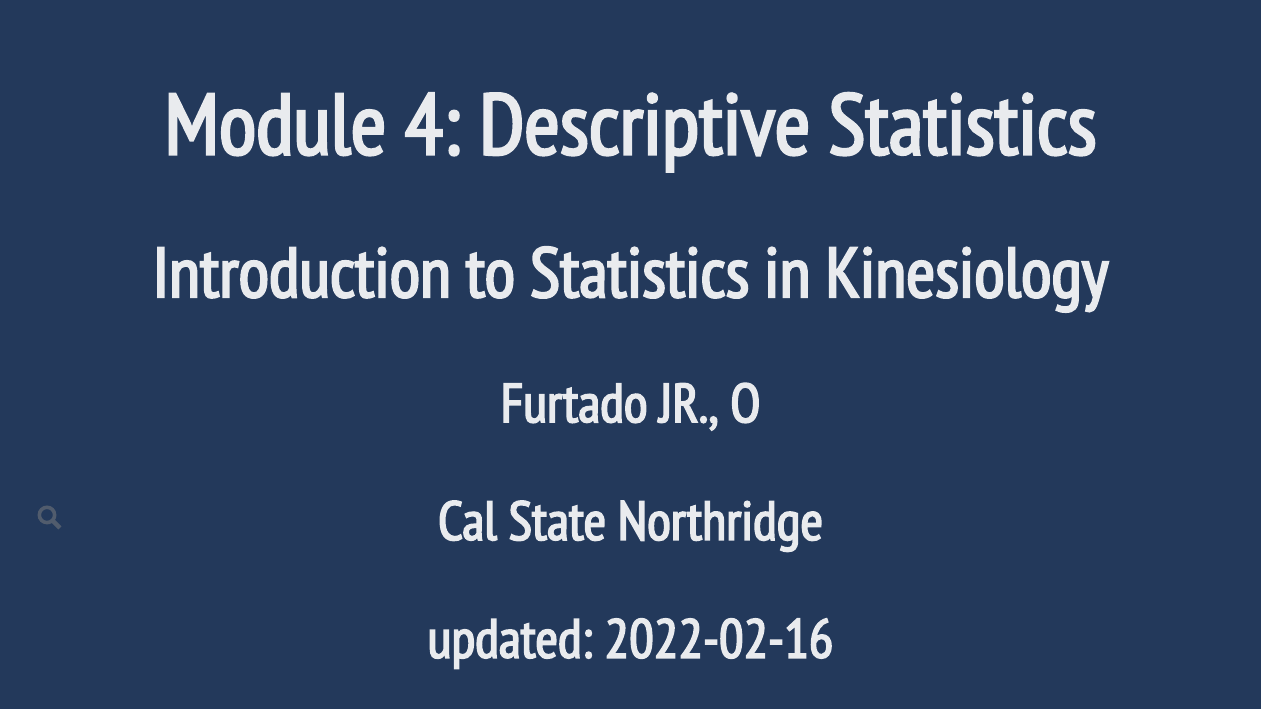 Module 4: Descriptive Statistics
Introduction to Statistics in Kinesiology
Furtado JR., O
Cal State Northridge
updated: 2022-02-16